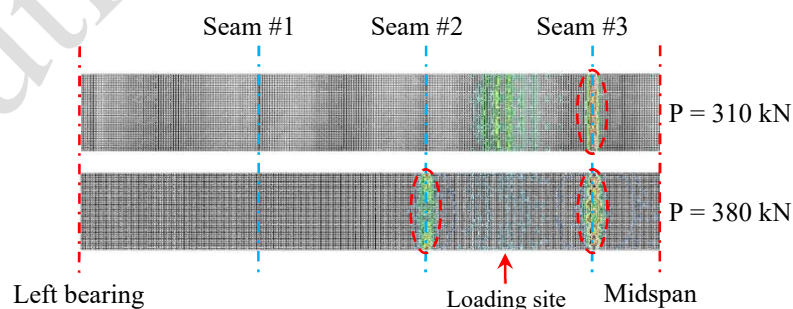 Seam #1 Seam #2 Seam #3
P = 310 kN
P = 380 kN
Left bearing Loading site Midspan